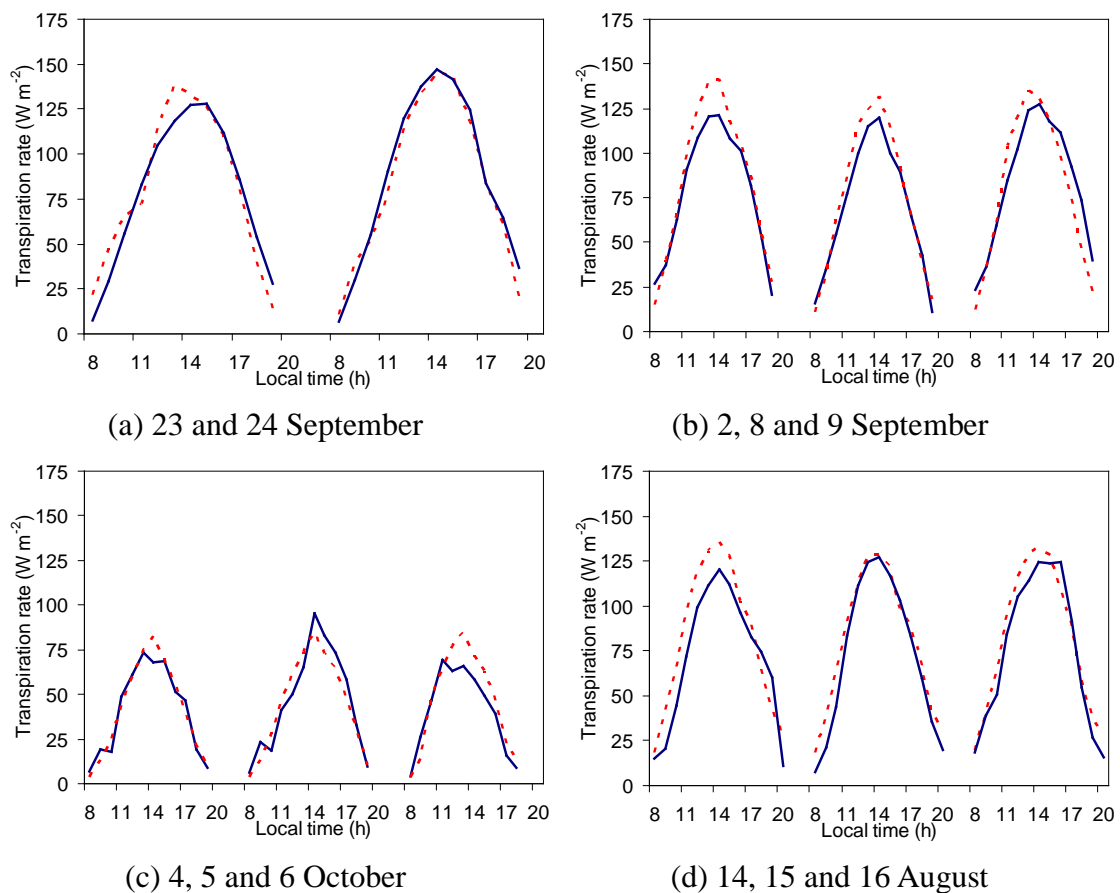 Transpiration rate (W m-2)
175
150
125
100
75
50
25
0
8 11 14 17 20 8 11 14 17 20
Local time (h)
(a) 23 and 24 September
Transpiration rate (W m-2)
175
150
125
100
75
50
25
0
8 11 14 17 20 8 11 14 17 20 8 11 14 17 20
Local time (h)
(b) 2, 8 and 9 September
Transpiration rate (W m-2)
175
150
125
100
75
50
25
0
8 11 14 17 20 8 11 14 17 20 8 11 14 17 20
Local time (h)
(c) 4, 5 and 6 October
Transpiration rate (W m-2)
175
150
125
100
75
50
25
0
8 11 14 17 20 8 11 14 17 20 8 11 14 17 20
Local time (h)
(d) 14, 15 and 16 August